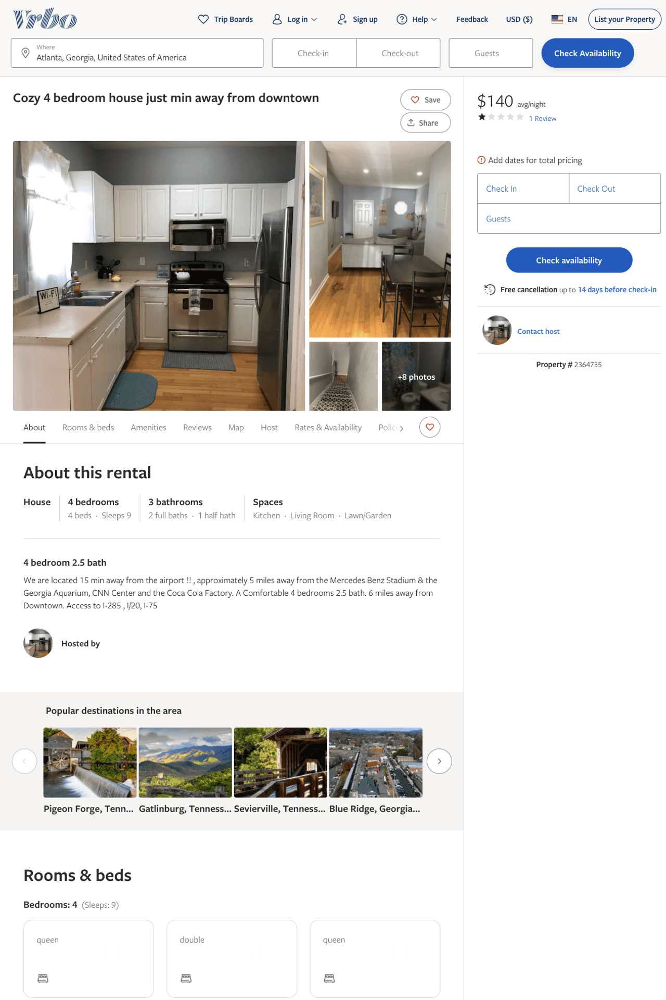 Vrbo
Trip Boards
Log in
Sign up
Help
Feedback
USD ($)
EN
List your Property
Where
Atlanta, Georgia, United States of America
Check-in
Check-out
Guests
Check Availability
Cozy 4 bedroom house just min away from downtown
Save
Share
$140 avg/night
1 Review
Add dates for total pricing
Check In
Check Out
Guests
Check availability
Free cancellation up to 14 days before check-in
Contact host
Property # 2364735
Wi-Fi
+8 photos
About
Rooms & beds
Amenities
Reviews
Map
Host
Rates & Availability
Polici
About this rental
House
4 bedrooms
4 beds · Sleeps 9
3 bathrooms
2 full baths · 1 half bath
Spaces
Kitchen · Living Room · Lawn/Garden
4 bedroom 2.5 bath
We are located 15 min away from the airport !! , approximately 5 miles away from the Mercedes Benz Stadium & the
Georgia Aquarium, CNN Center and the Coca Cola Factory. A Comfortable 4 bedrooms 2.5 bath. 6 miles away from
Downtown. Access to I-285 , I/20, I-75
Hosted by
Popular destinations in the area
Pigeon Forge, Tenn...
Gatlinburg, Tenness...
Sevierville, Tenness...
Blue Ridge, Georgia...
Rooms & beds
Bedrooms: 4 (Sleeps: 9)
queen
double
queen